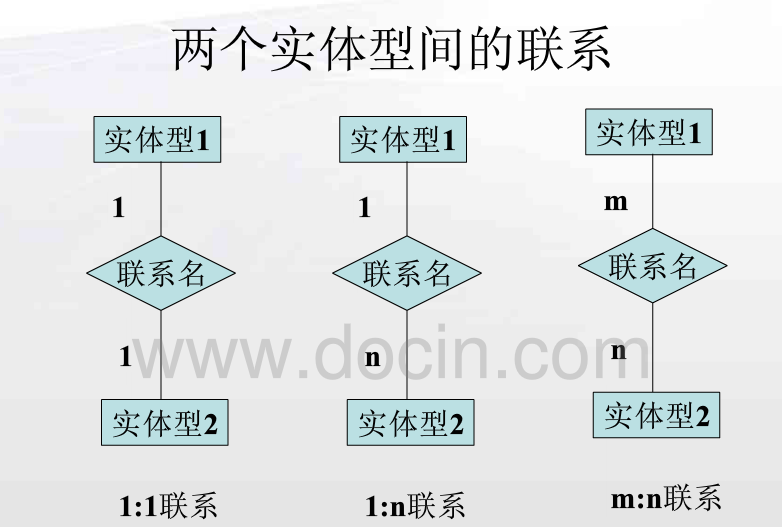 两个实体型间的联系
实体型1
实体型1
实体型1
1
1
m
联系名
联系名
联系名
www.docin.com
1
n
n
实体型2
实体型2
实体型2
1:1联系
1:n联系
m:n联系